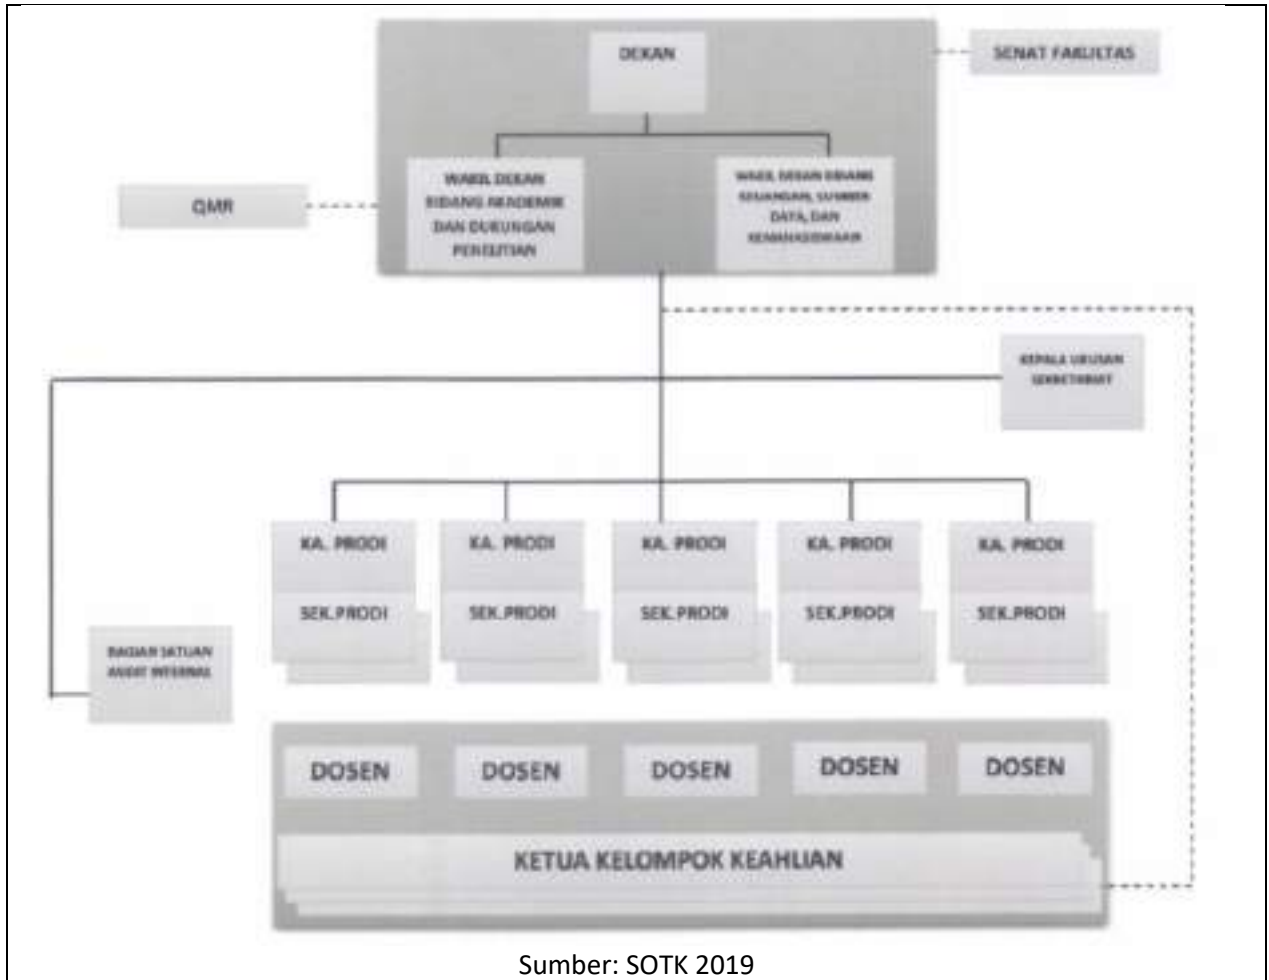 DEKAN
SENAT FAKULTAS
WAKIL DEKAN
BIDANG AKADEMIK
DAN DUKUNGAN
PENELITIAN
WAKIL DEKAN BIDANG
KEUANGAN, SUMBER
DAYA, DAN
KEMAHASISWAAN
QMR
KEPALA URUSAN
SEKRETARIAT
KA. PRODI
KA. PRODI
KA. PRODI
KA. PRODI
KA. PRODI
SEK.PRODI
SEK.PRODI
SEK.PRODI
SEK.PRODI
SEK.PRODI
BAGIAN SATUAN
AUDIT INTERNAL
DOSEN
DOSEN
DOSEN
DOSEN
DOSEN
KETUA KELOMPOK KEAHLIAN
Sumber: SOTK 2019